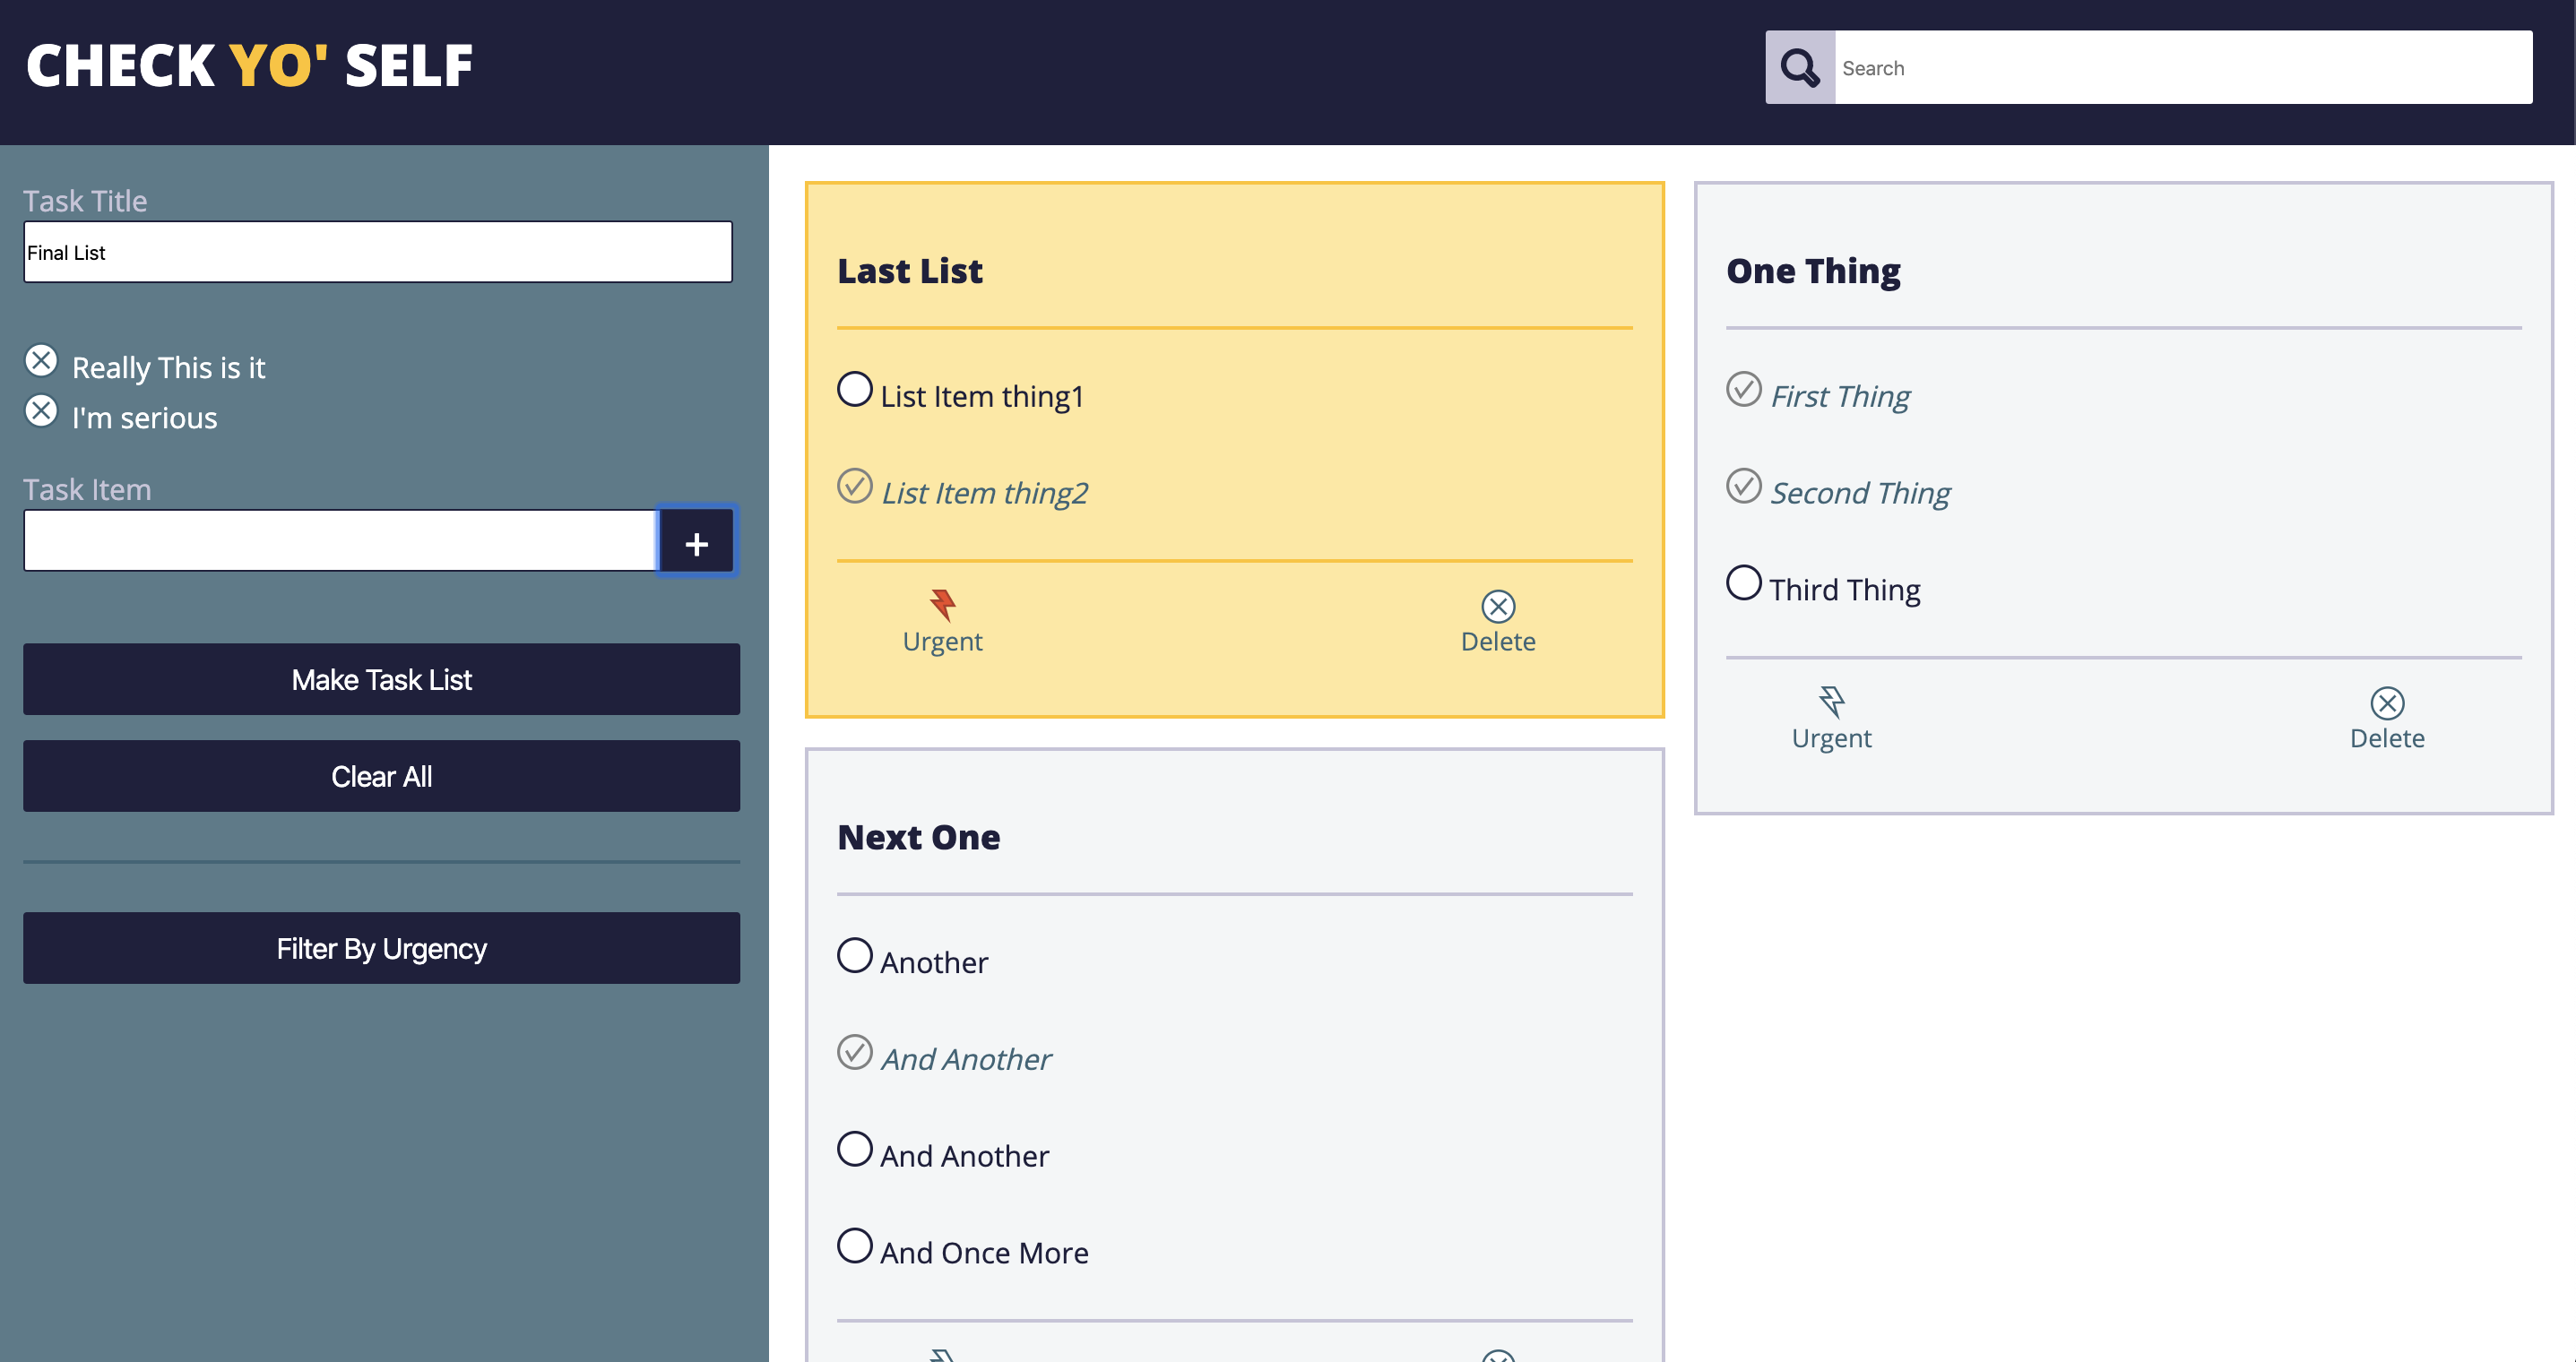 CHECK YO' SELF
Search
Task Title
Final List
Really This is it
I'm serious
Task Item
+
Make Task List
Clear All
Filter By Urgency
Last List
List Item thing1
List Item thing2
Urgent
Delete
One Thing
First Thing
Second Thing
Third Thing
Urgent
Delete
Next One
Another
And Another
And Another
And Once More